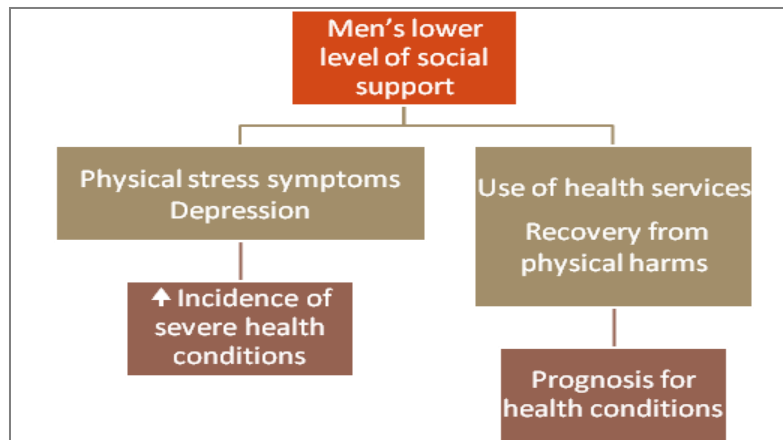 Men’s lower
level of social
support
Physical stress symptoms
Depression
Use of health services
Recovery from
physical harms
↑ Incidence of
severe health
conditions
Prognosis for
health conditions